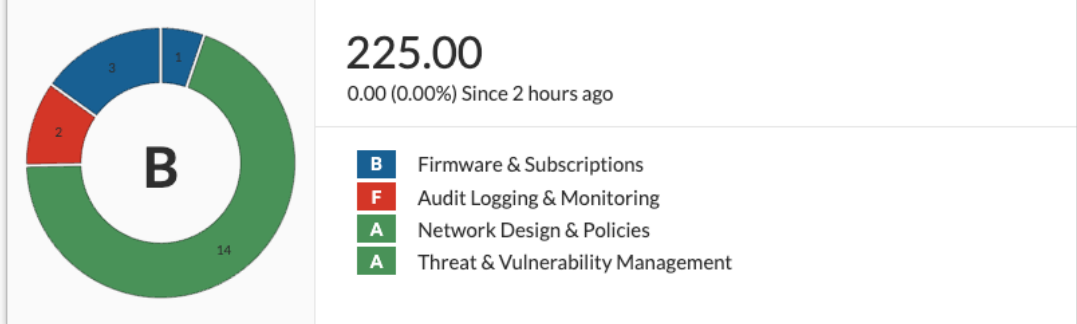 1
3
2
B
14
225.00
0.00 (0.00%) Since 2 hours ago
B Firmware & Subscriptions
F Audit Logging & Monitoring
A Network Design & Policies
A Threat & Vulnerability Management